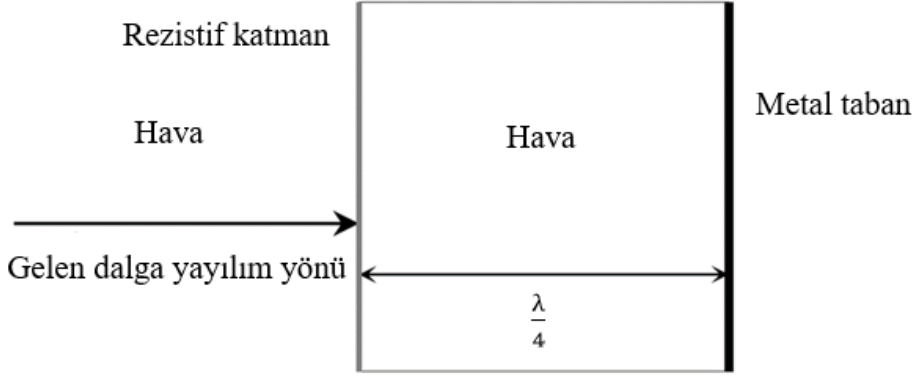 Rezistif katman
Hava
Hava
Metal taban
Gelen dalga yayılım yönü
λ
4